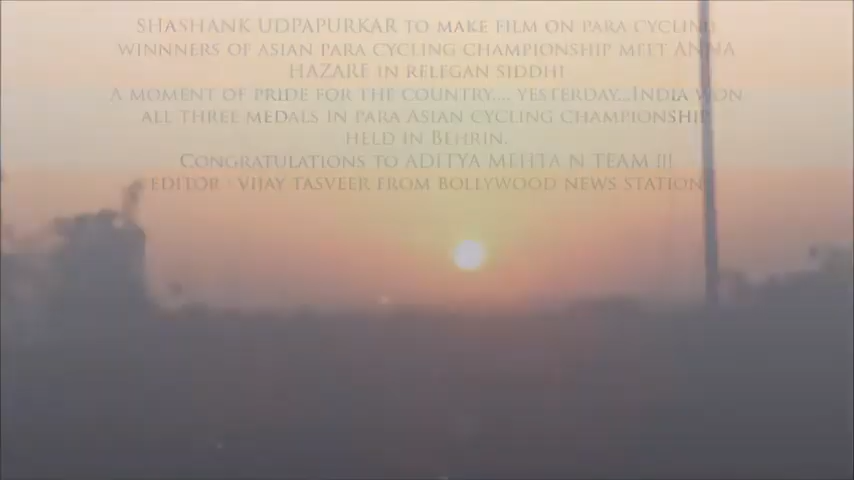 SHASHANK UDPAPURKAR TO MAKE FILM ON PARA CYCLING
WINNNERS OF ASIAN PARA CYCLING CHAMPIONSHIP MEET ANNA
HAZARE IN RELEGAN SIDDHI
A MOMENT OF PRIDE FOR THE COUNTRY.... YESTERDAY...INDIA WON
ALL THREE MEDALS IN PARA ASIAN CYCLING CHAMPIONSHIP
HELD IN BEHRIN.
CONGRATULATIONS TO ADITYA MEHTA N TEAM !!!
EDITOR : VIJAY TASVEER FROM BOLLYWOOD NEWS STATION